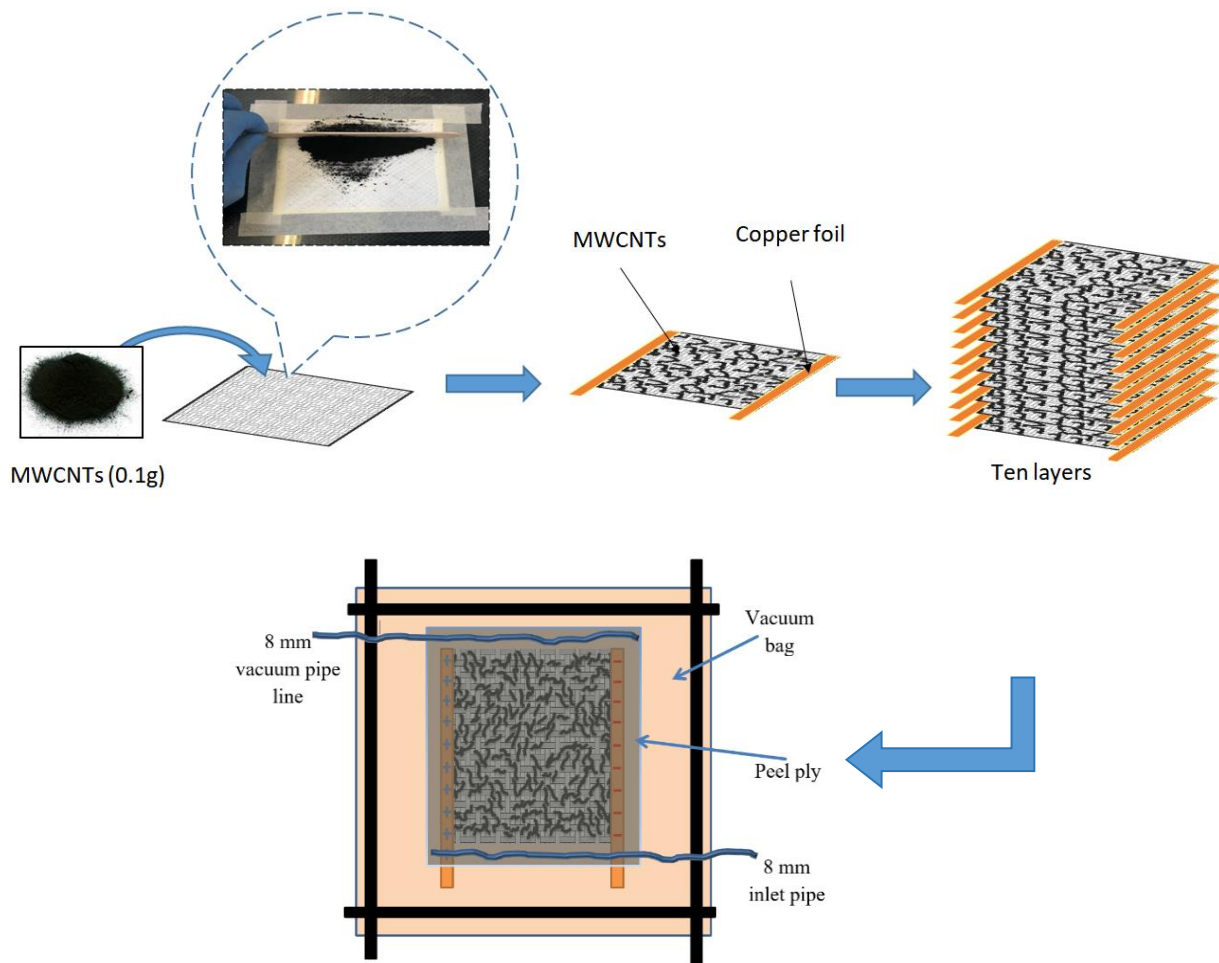 MWCNTs
Copper foil
MWCNTs (0.1g)
Ten layers
8 mm
vacuum pipe
line
Vacuum
bag
Peel ply
8 mm
inlet pipe